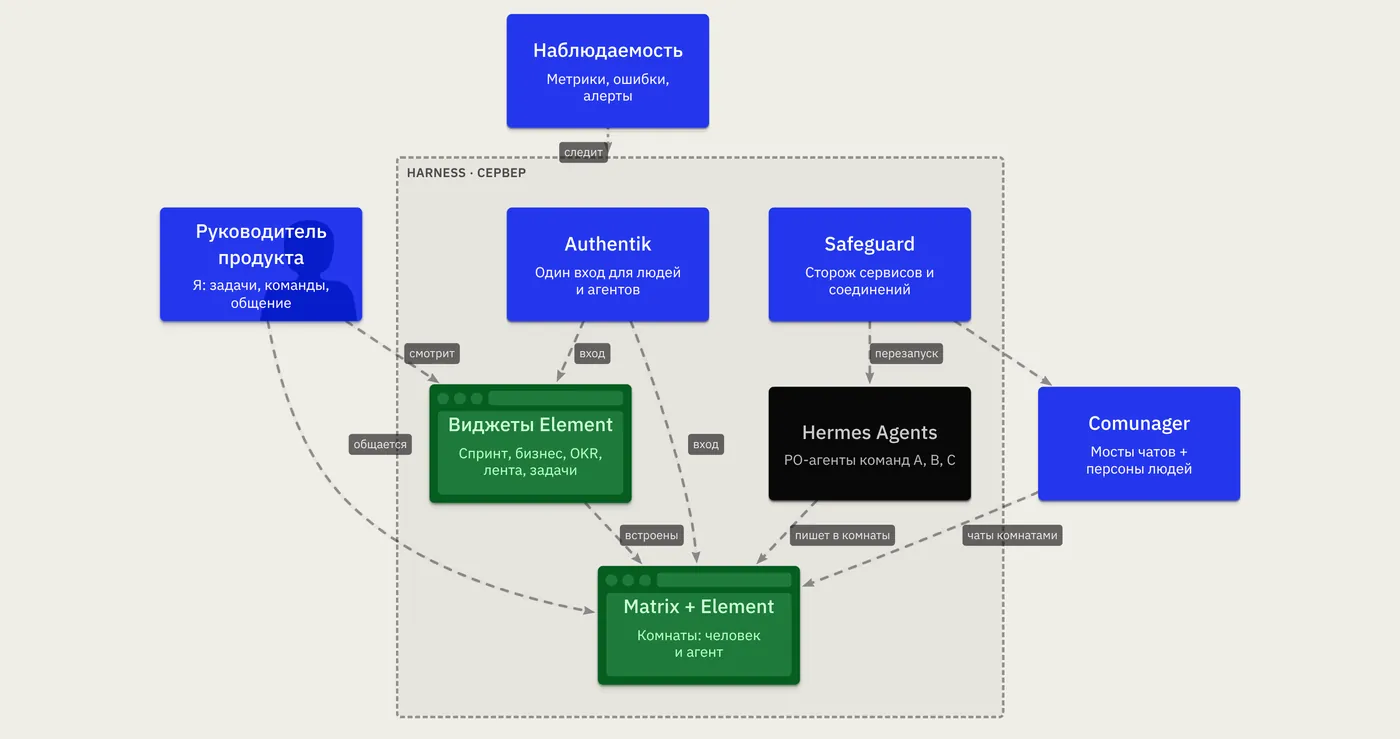 Наблюдаемость
Метрики, ошибки,
алерты
следит
HARNESS · СЕРВЕР
Руководитель
продукта
Я: задачи, команды,
общение
Authentik
Один вход для людей
и агентов
Safeguard
Сторож сервисов и
соединений
смотрит
вход
перезапуск
Виджеты Element
Спринт, бизнес, OKR,
лента, задачи
общается
вход
Hermes Agents
PO-агенты команд A, B, C
Comunager
Мосты чатов +
персоны людей
встроены
пишет в комнаты
чаты комнатами
Matrix + Element
Комнаты: человек
и агент